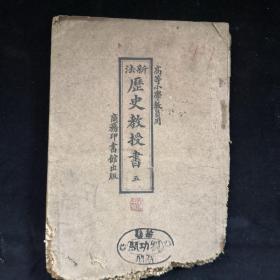 高等小學教員用
新法
歷史教授書 五
商務印書館出版